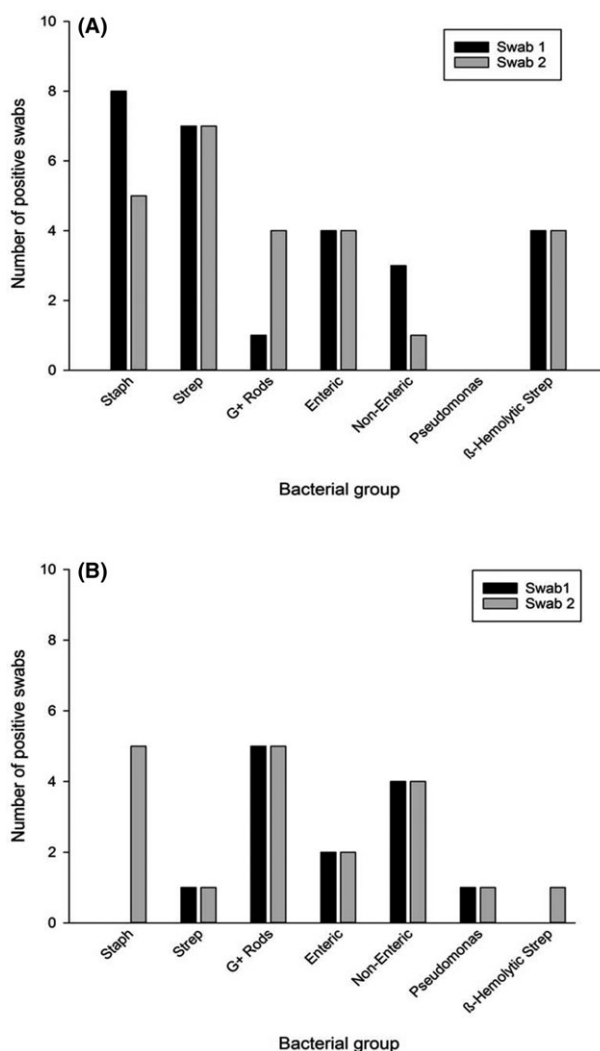 (A)
Swab 1
Swab 2
Number of positive swabs
10
8
6
4
2
0
Staph
Strep
G+ Rods
Enteric
Non-Enteric
Pseudomonas
ß-Hemolytic Strep
Bacterial group
(B)
Swab1
Swab 2
Number of positive swabs
10
8
6
4
2
0
Staph
Strep
G+ Rods
Enteric
Non-Enteric
Pseudomonas
ß-Hemolytic Strep
Bacterial group